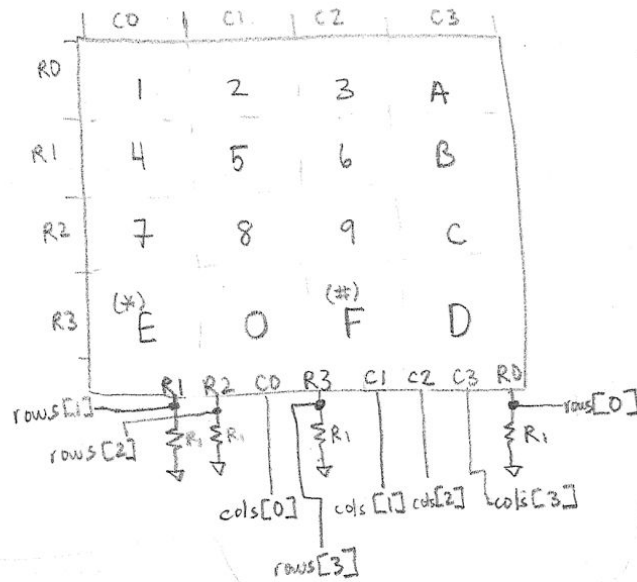 C0 C1 C2 C3
R0 1 2 3 A
R1 4 5 6 B
R2 7 8 9 C
(*) (#)
R3 E 0 F D
R1 R2 C0 R3 C1 C2 C3 R0
rows[1] rows[0]
R1 R1 R1 R1
rows[2]
cols[0] cols[1] cols[2] cols[3]
rows[3]